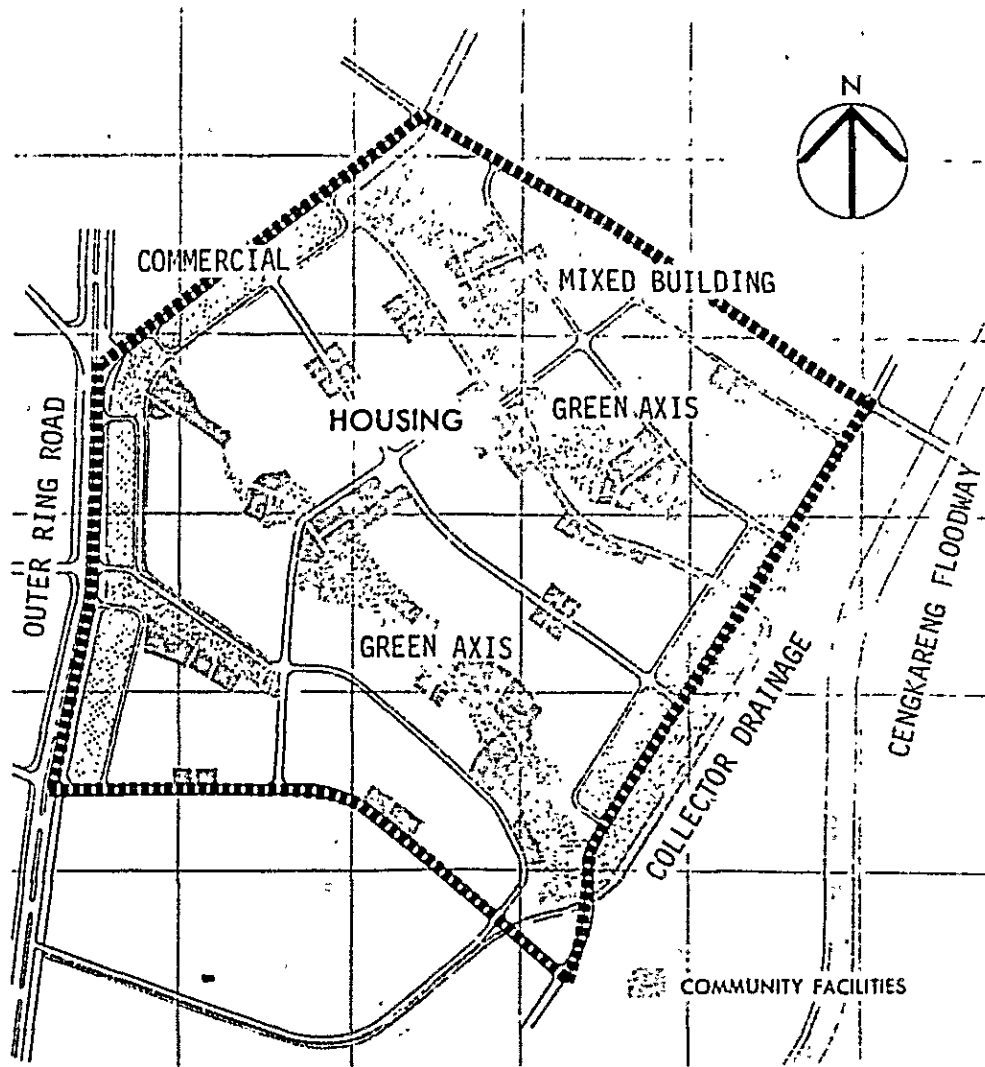 N
COMMERCIAL
MIXED BUILDING
HOUSING
GREEN AXIS
OUTER RING ROAD
GREEN AXIS
CENGKARENG FLOODWAY
COLLECTOR DRAINAGE
COMMUNITY FACILITIES